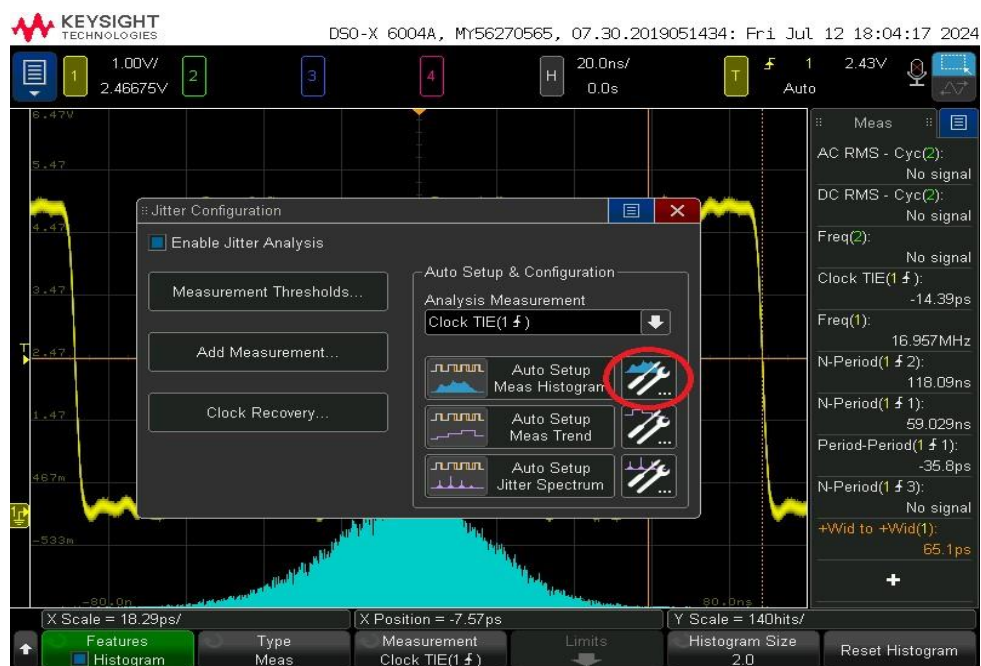 KEYSIGHT
TECHNOLOGIES
DSO-X 6004A, MY56270565, 07.30.2019051434: Fri Jul 12 18:04:17 2024
1 1.00V/ 2 3 4 H 20.0ns/ T 1 2.43V
2.46675V 0.0s Auto
6.47V
5.47
4.47
3.47
2.47
1.47
467m
-533m
-80.0n
80.0ns
T
1
Jitter Configuration
Enable Jitter Analysis
Measurement Thresholds...
Add Measurement...
Clock Recovery...
Auto Setup & Configuration
Analysis Measurement
Clock TIE(1)
Auto Setup
Meas Histogram
...
Auto Setup
Meas Trend
...
Auto Setup
Jitter Spectrum
...
Meas
AC RMS - Cyc(2):
No signal
DC RMS - Cyc(2):
No signal
Freq(2):
No signal
Clock TIE(1):
-14.39ps
Freq(1):
16.957MHz
N-Period(1 2):
118.09ns
N-Period(1 1):
59.029ns
Period-Period(1 1):
-35.8ps
N-Period(1 3):
No signal
+Wid to +Wid(1):
65.1ps
+
X Scale = 18.29ps/ X Position = -7.57ps Y Scale = 140hits/
Features Type Measurement Limits Histogram Size Reset Histogram
Histogram Meas Clock TIE(1) 2.0